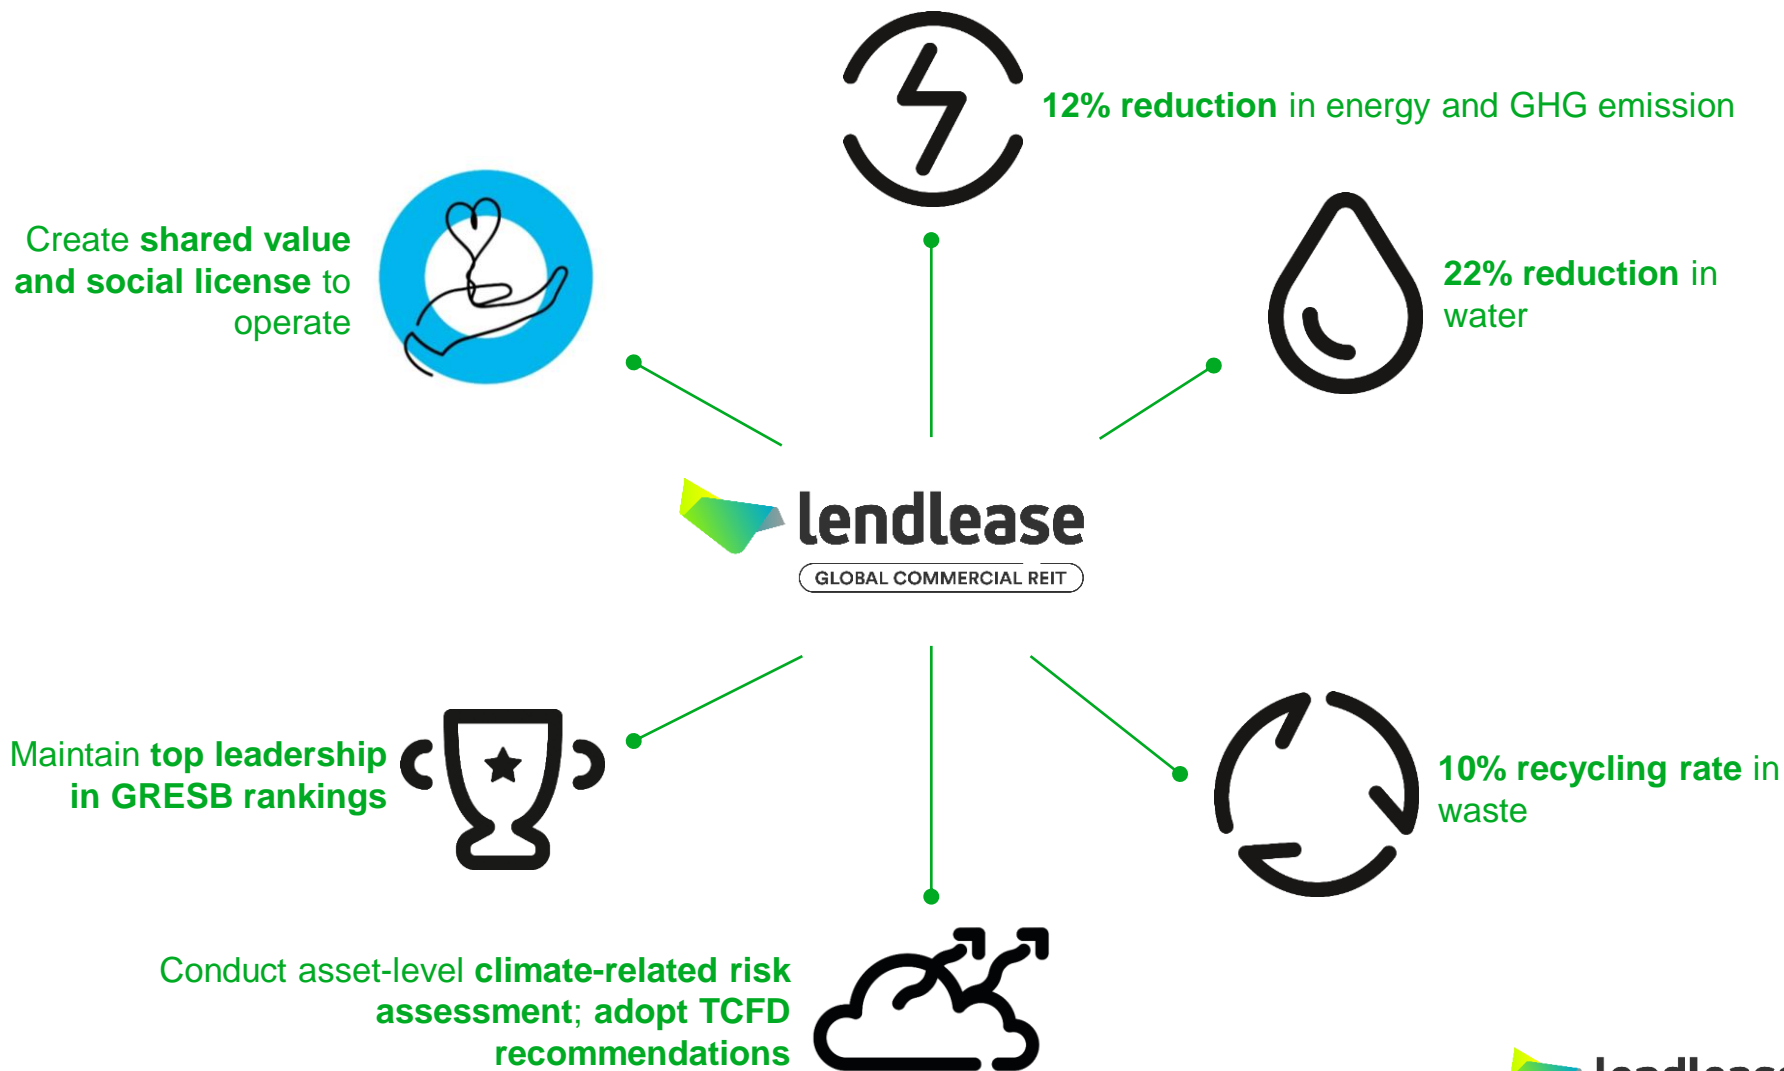 12% reduction in energy and GHG emission
Create shared value
and social license to
operate
22% reduction in
water
lendlease
GLOBAL COMMERCIAL REIT
Maintain top leadership
in GRESB rankings
10% recycling rate in
waste
Conduct asset-level climate-related risk
assessment; adopt TCFD
recommendations
lendlease